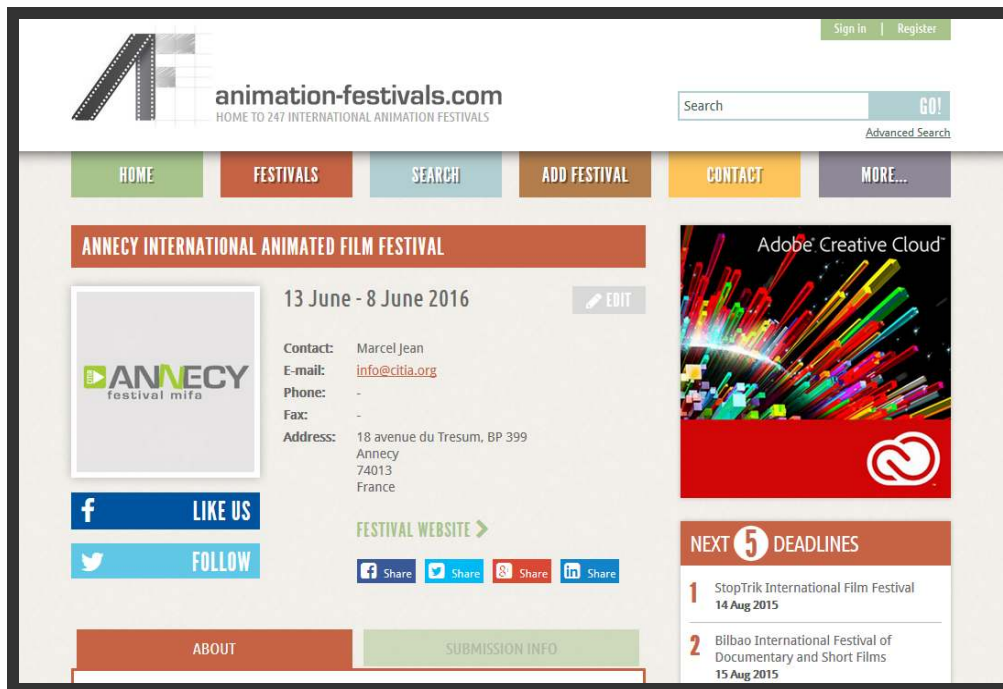 Sign in | Register
AF
animation-festivals.com
HOME TO 247 INTERNATIONAL ANIMATION FESTIVALS
Search GO!
Advanced Search
HOME FESTIVALS SEARCH ADD FESTIVAL CONTACT MORE...
ANNECY INTERNATIONAL ANIMATED FILM FESTIVAL
13 June - 8 June 2016
EDIT
ANNECY
festival mifa
Contact: Marcel Jean
E-mail: info@citia.org
Phone: -
Fax: -
Address: 18 avenue du Tresum, BP 399
Annecy
74013
France
FESTIVAL WEBSITE
Share Share Share Share
LIKE US
FOLLOW
ABOUT SUBMISSION INFO
Adobe® Creative Cloud™
NEXT 5 DEADLINES
1 StopTrik International Film Festival
14 Aug 2015
2 Bilbao International Festival of
Documentary and Short Films
15 Aug 2015